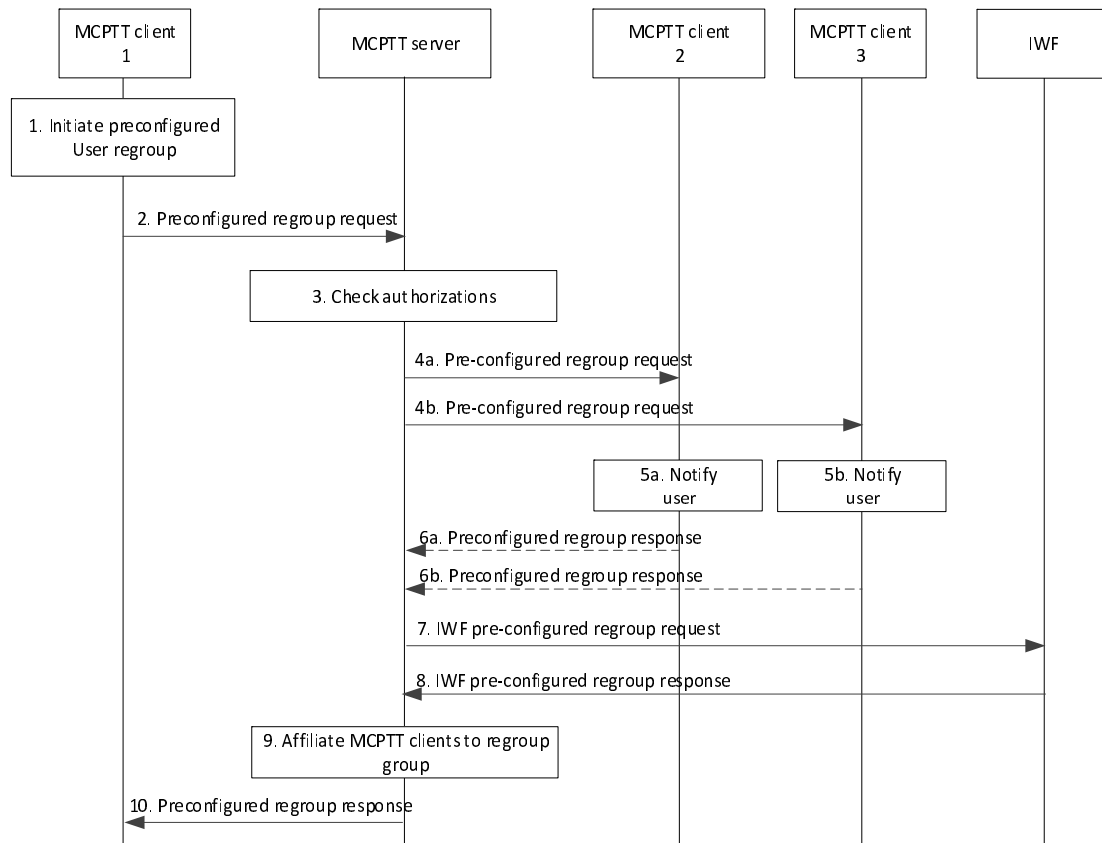 MCPTT client
1
MCPTT server
MCPTT client
2
MCPTT client
3
IWF
1. Initiate preconfigured
User regroup
2. Preconfigured regroup request
3. Check authorizations
4a. Pre-configured regroup request
4b. Pre-configured regroup request
5a. Notify
user
5b. Notify
user
6a. Preconfigured regroup response
6b. Preconfigured regroup response
7. IWF pre-configured regroup request
8. IWF pre-configured regroup response
9. Affiliate MCPTT clients to regroup
group
10. Preconfigured regroup response